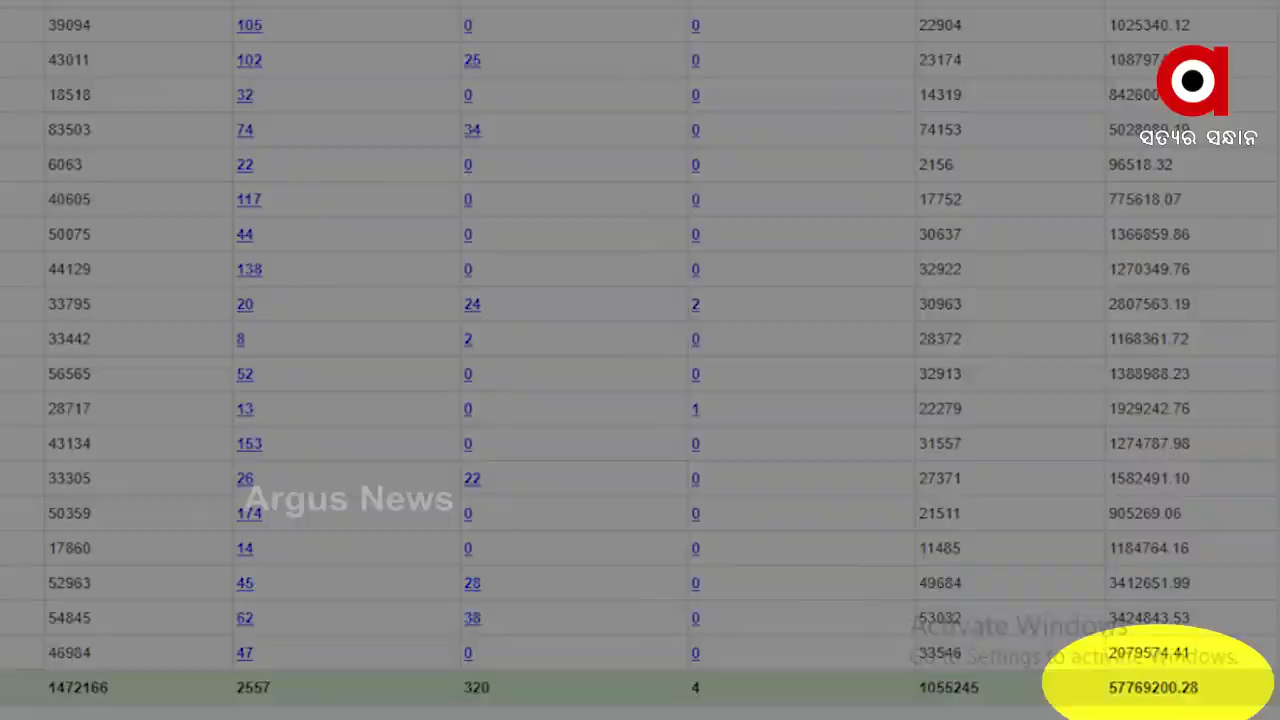 39094 105 0 0 22904 1025340.12
43011 102 25 0 23174
18518 32 0 0 14319
83503 74 34 0 74153
ସତ୍ୟର ସନ୍ଧାନ
6063 22 0 0 2156 96518.32
40605 117 0 0 17752 775618.07
50075 44 0 0 30637 1366859.86
44129 138 0 0 32922 1270349.76
33795 20 24 2 30963 2807563.19
33442 8 2 0 28372 1168361.72
56565 52 0 0 32913 1388988.23
28717 13 0 1 22279 1929242.76
43134 153 0 0 31557 1274787.98
33305 26 22 0 27371 1582491.10
Argus News
50359 174 0 0 21511 905269.06
17860 14 0 0 11485 1184764.16
52963 45 28 0 49684 3412651.99
54845 62 38 0 53032 3424843.53
Activate Windows
46984 47 0 0 33546 2079574.41
Go to Settings to activate Windows.
1472166 2557 320 4 1055245 57769200.28